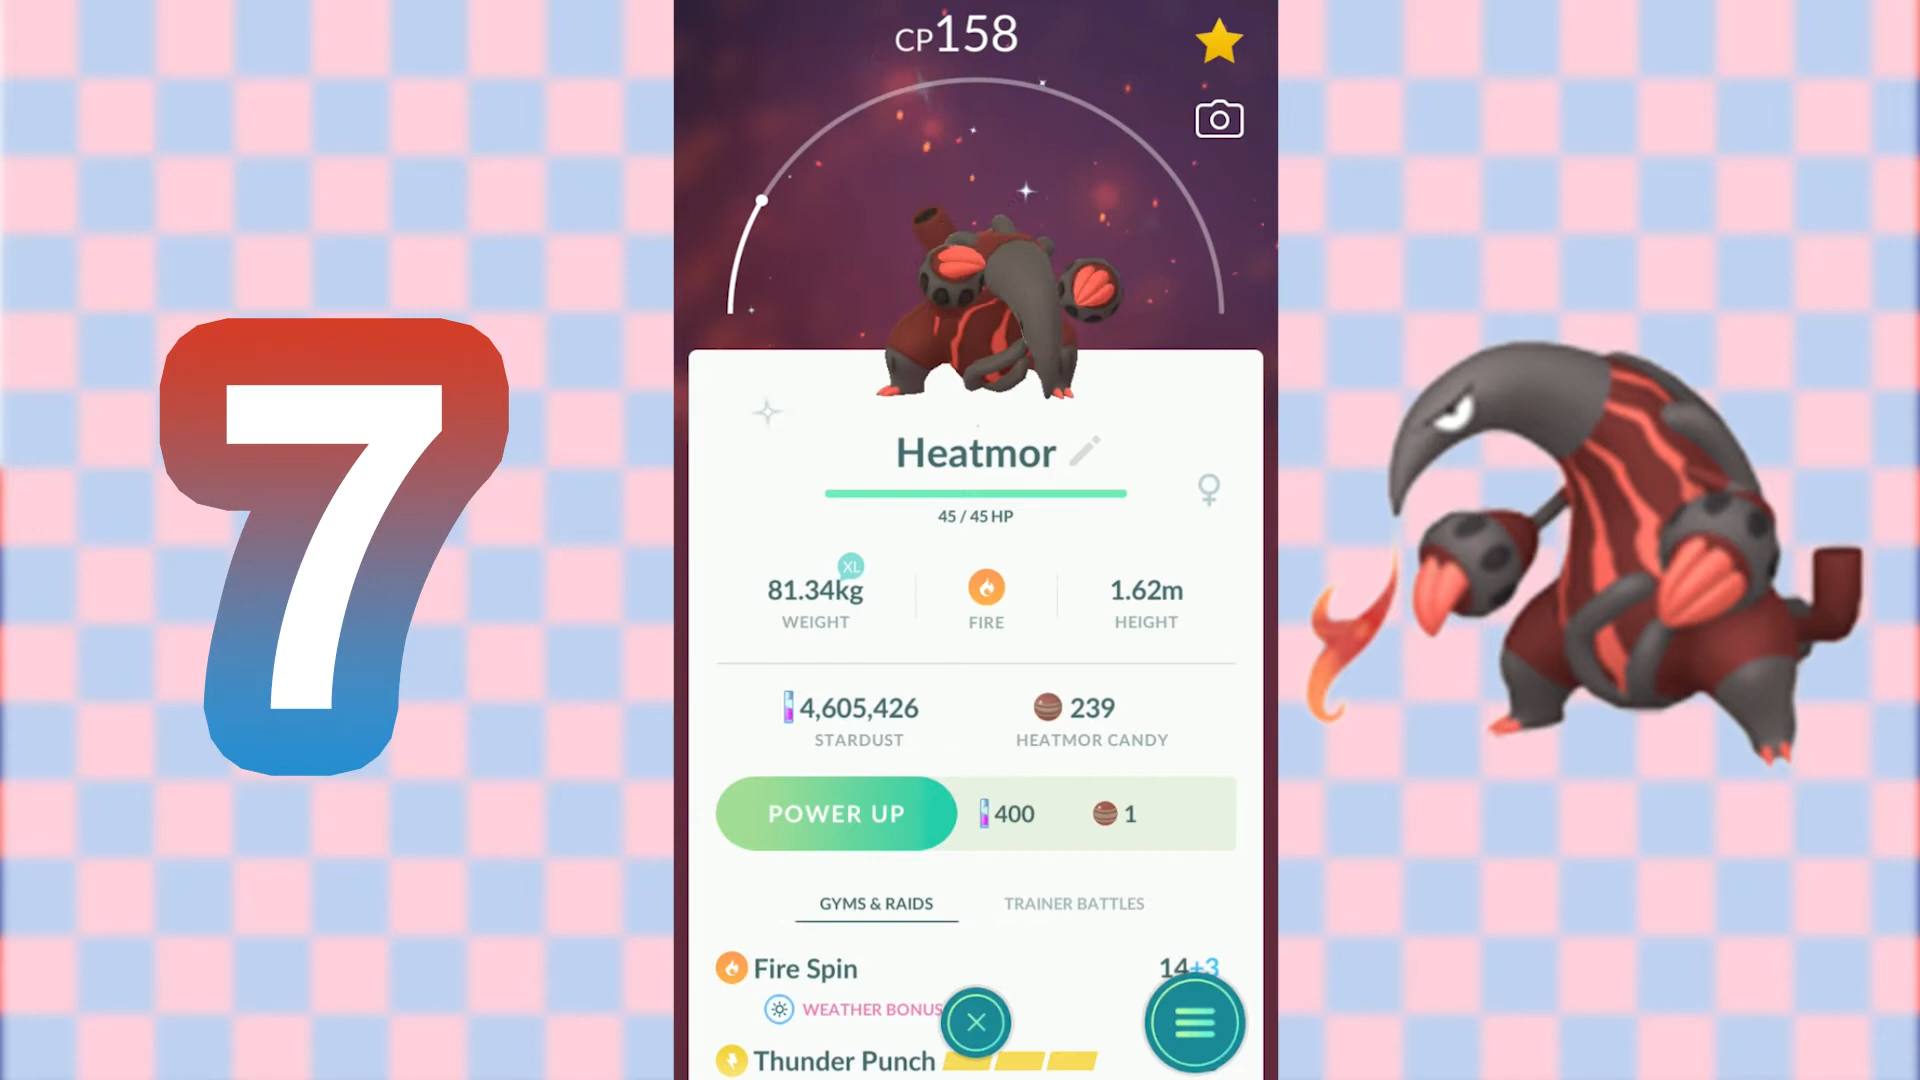 7
CP158
Heatmor
45 / 45 HP
XL
81.34kg
WEIGHT
FIRE
1.62m
HEIGHT
4,605,426
STARDUST
239
HEATMOR CANDY
POWER UP
400
1
GYMS & RAIDS
TRAINER BATTLES
Fire Spin
14+3
WEATHER BONUS
Thunder Punch